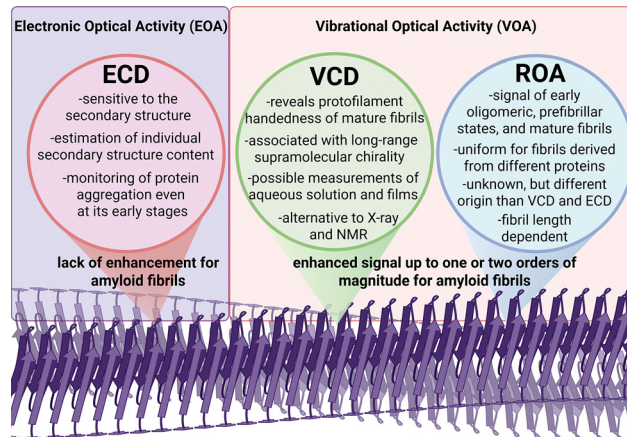 Electronic Optical Activity (EOA)
ECD
-sensitive to the
secondary structure
-estimation of individual
secondary structure content
-monitoring of protein
aggregation even
at its early stages
lack of enhancement for
amyloid fibrils
Vibrational Optical Activity (VOA)
VCD
-reveals protofilament
handedness of mature fibrils
-associated with long-range
supramolecular chirality
-possible measurements of
aqueous solution and films
-alternative to X-ray
and NMR
ROA
-signal of early
oligomeric, prefibrillar
states, and mature fibrils
-uniform for fibrils derived
from different proteins
-unknown, but different
origin than VCD and ECD
-fibril length
dependent
enhanced signal up to one or two orders of
magnitude for amyloid fibrils